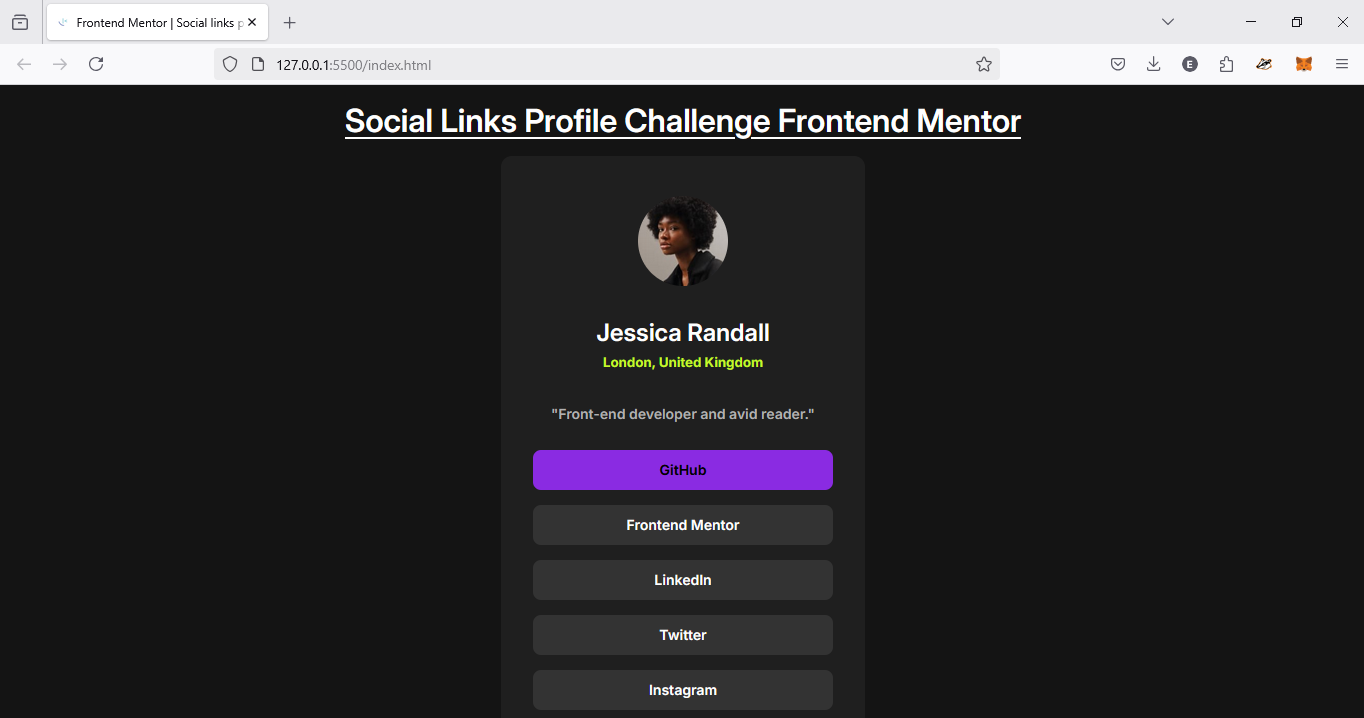 Frontend Mentor | Social links p
127.0.0.1:5500/index.html
E
Social Links Profile Challenge Frontend Mentor
Jessica Randall
London, United Kingdom
"Front-end developer and avid reader."
GitHub
Frontend Mentor
LinkedIn
Twitter
Instagram